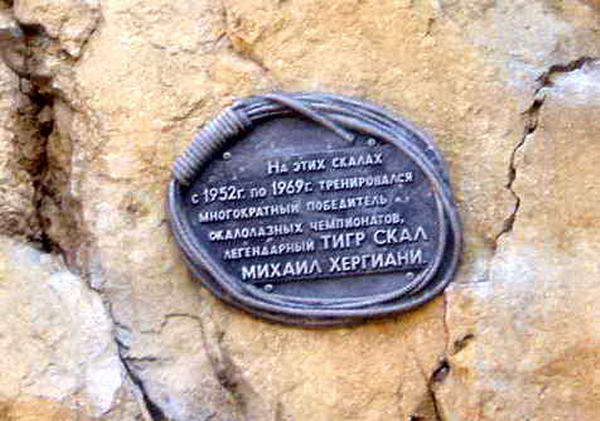 На этих скалах
с 1952г. по 1969г. тренировался
многократный победитель
скалолазных чемпионатов,
легендарный ТИГР СКАЛ
МИХАИЛ ХЕРГИАНИ.